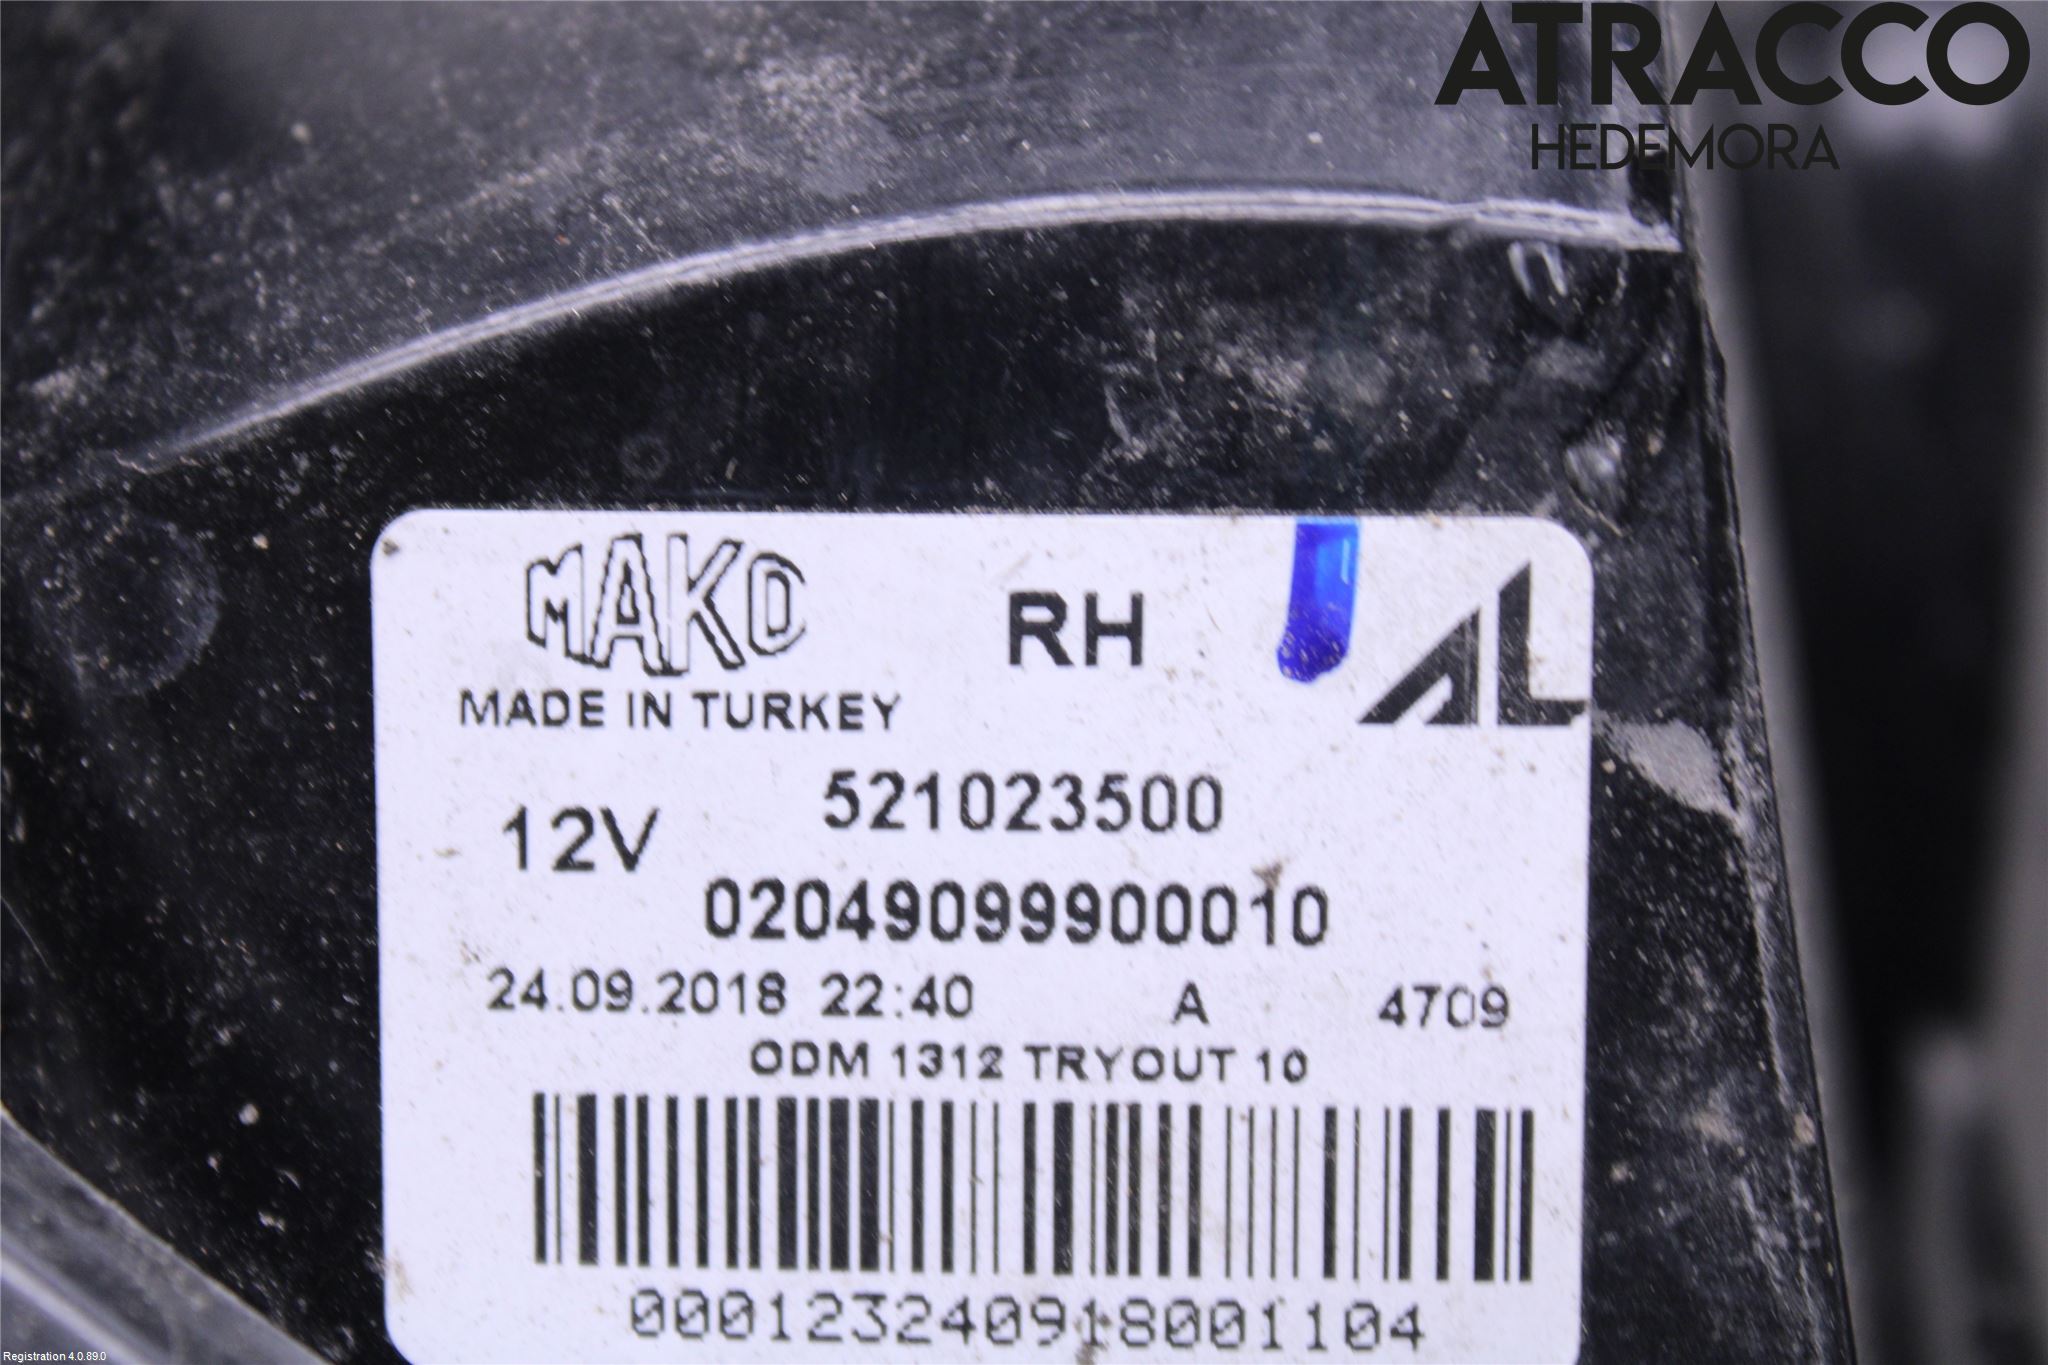 ATRACCO
HEDEMORA
MAKO
RH
AL
MADE IN TURKEY
521023500
12V
02049099900010
24.09.2018 22:40 A 4709
ODM 1312 TRYOUT 10
000123240918001104
Registration 4.0.89.0